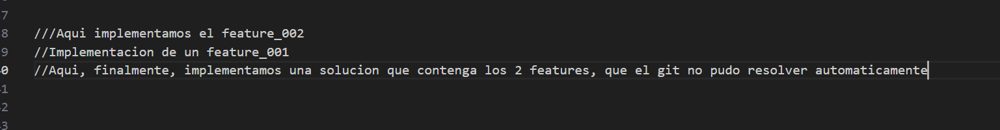 7
8 ///Aqui implementamos el feature_002
9 //Implementacion de un feature_001
0 //Aqui, finalmente, implementamos una solucion que contenga los 2 features, que el git no pudo resolver automaticamente
1
2
3